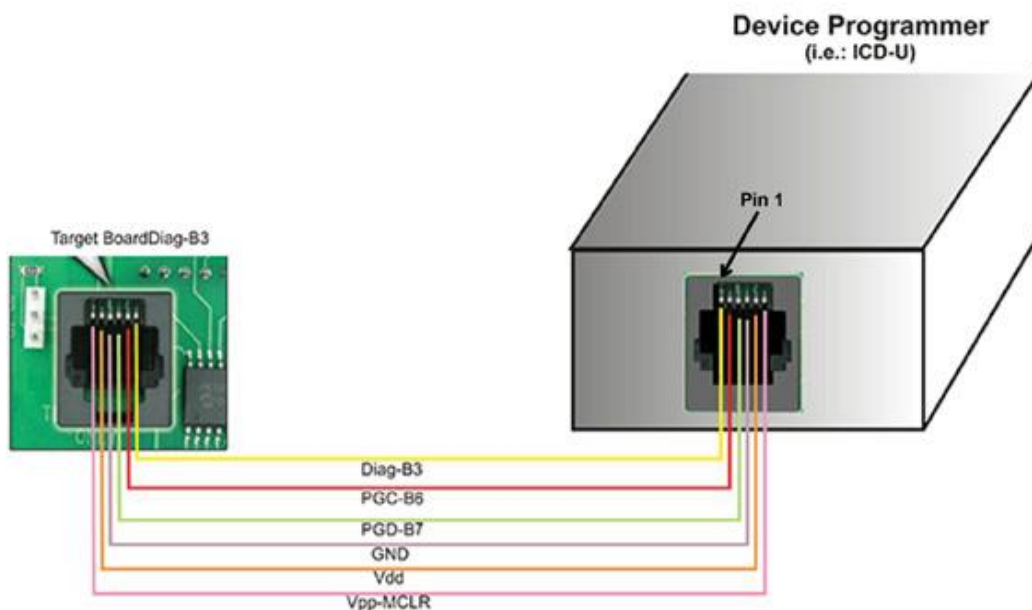 Device Programmer
(i.e.: ICD-U)
Pin 1
Target BoardDiag-B3
Diag-B3
PGC-B6
PGD-B7
GND
Vdd
Vpp-MCLR